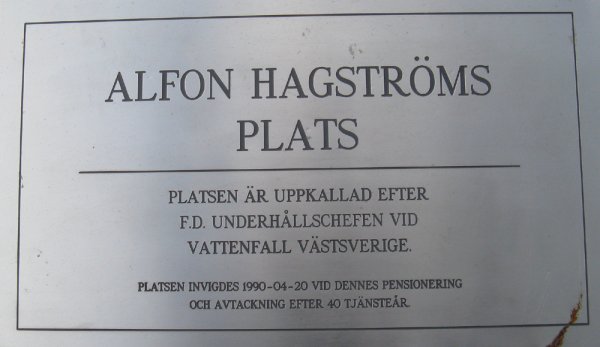 ALFON HAGSTRÖMS
PLATS
PLATSEN ÄR UPPKALLAD EFTER
F.D. UNDERHÅLLSCHEFEN VID
VATTENFALL VÄSTSVERIGE.
PLATSEN INVIGDES 1990-04-20 VID DENNES PENSIONERING
OCH AVTACKNING EFTER 40 TJÄNSTEÅR.